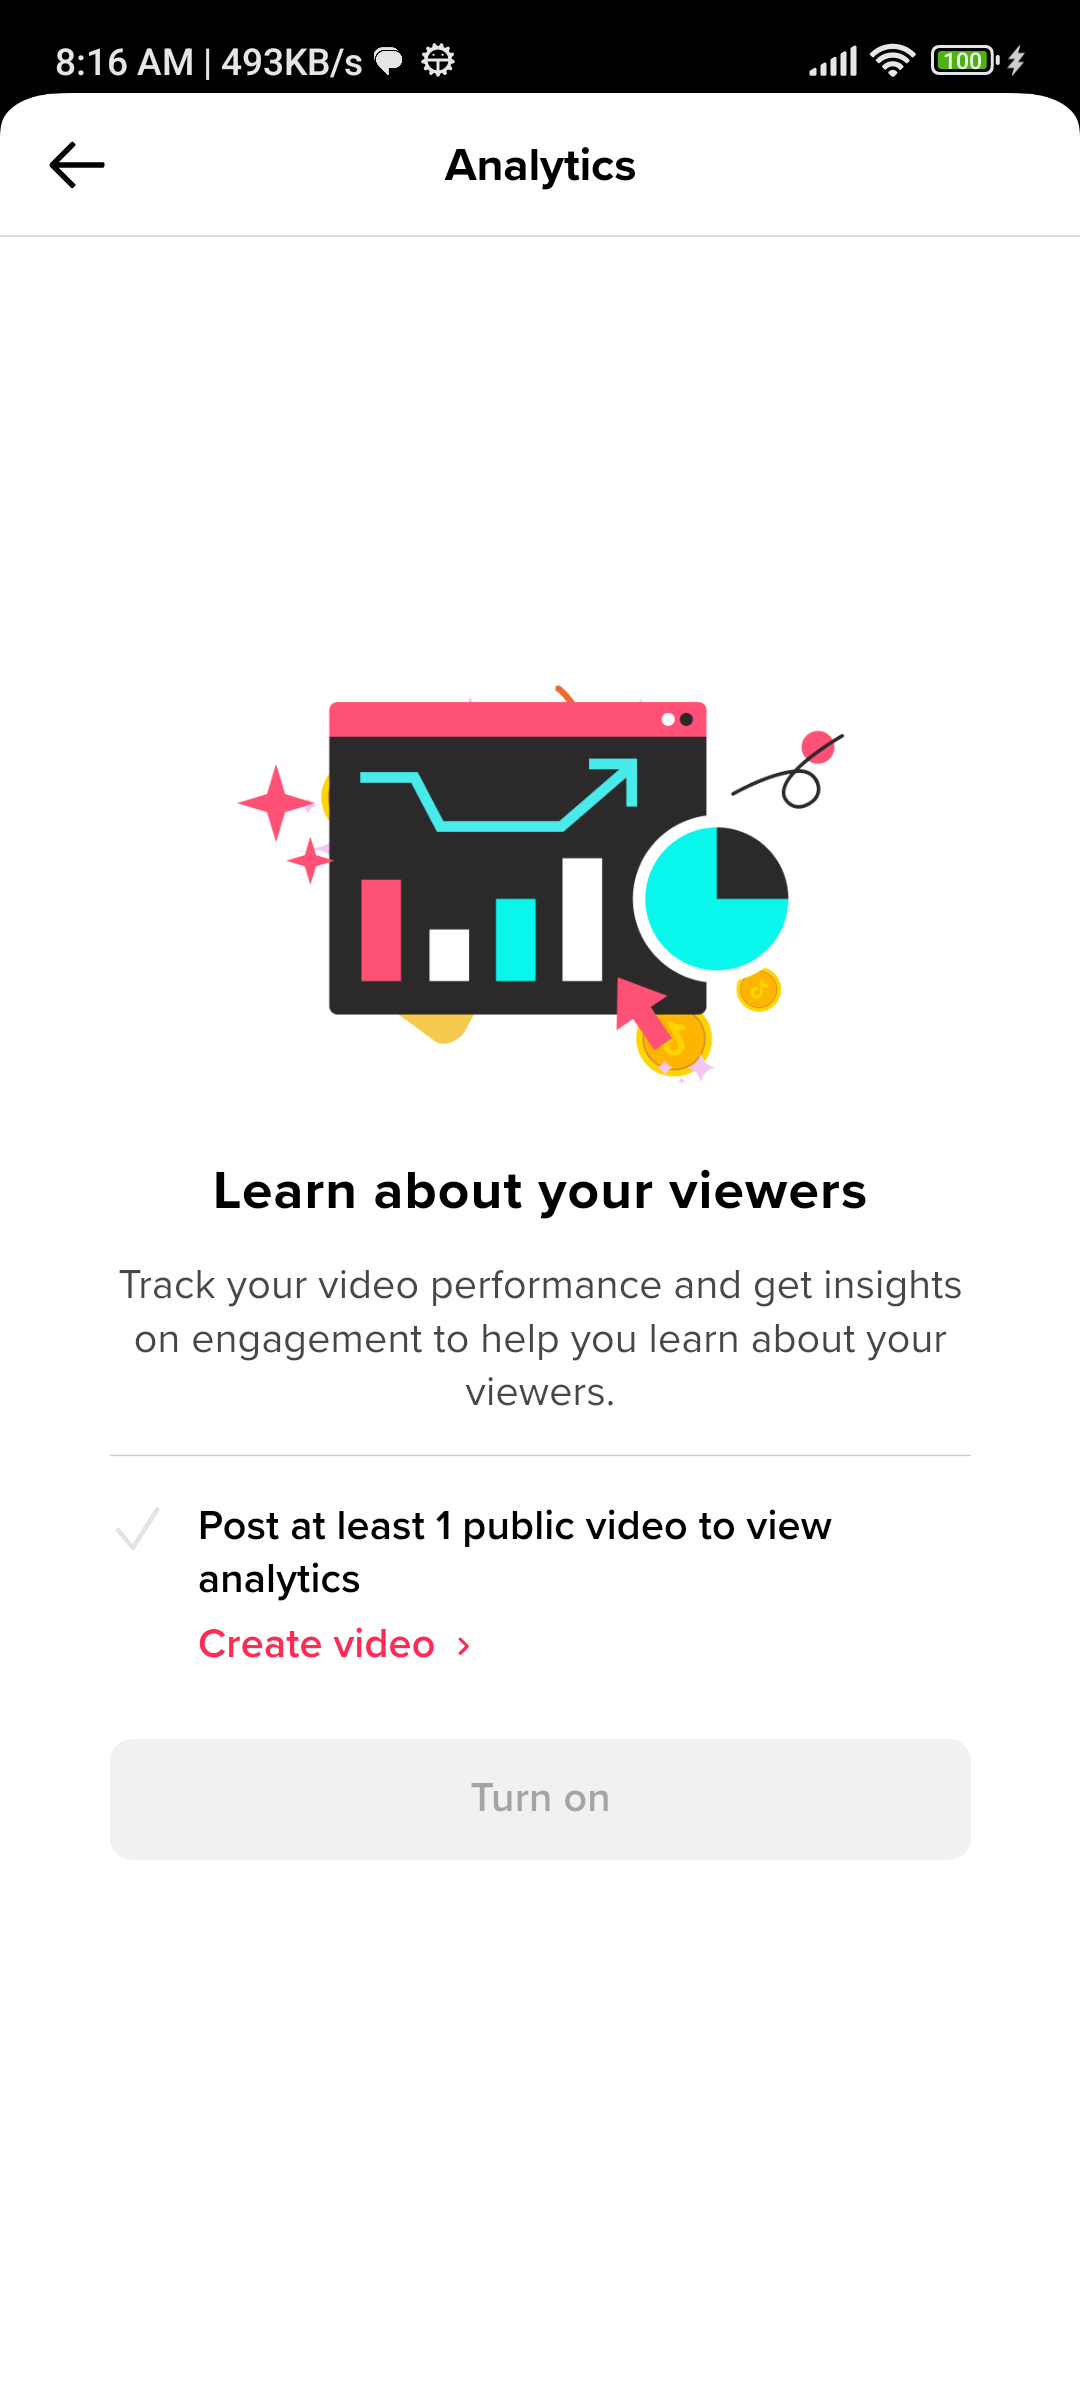 8:16 AM | 493KB/s
100
Analytics
Learn about your viewers
Track your video performance and get insights
on engagement to help you learn about your
viewers.
Post at least 1 public video to view
analytics
Create video
Turn on